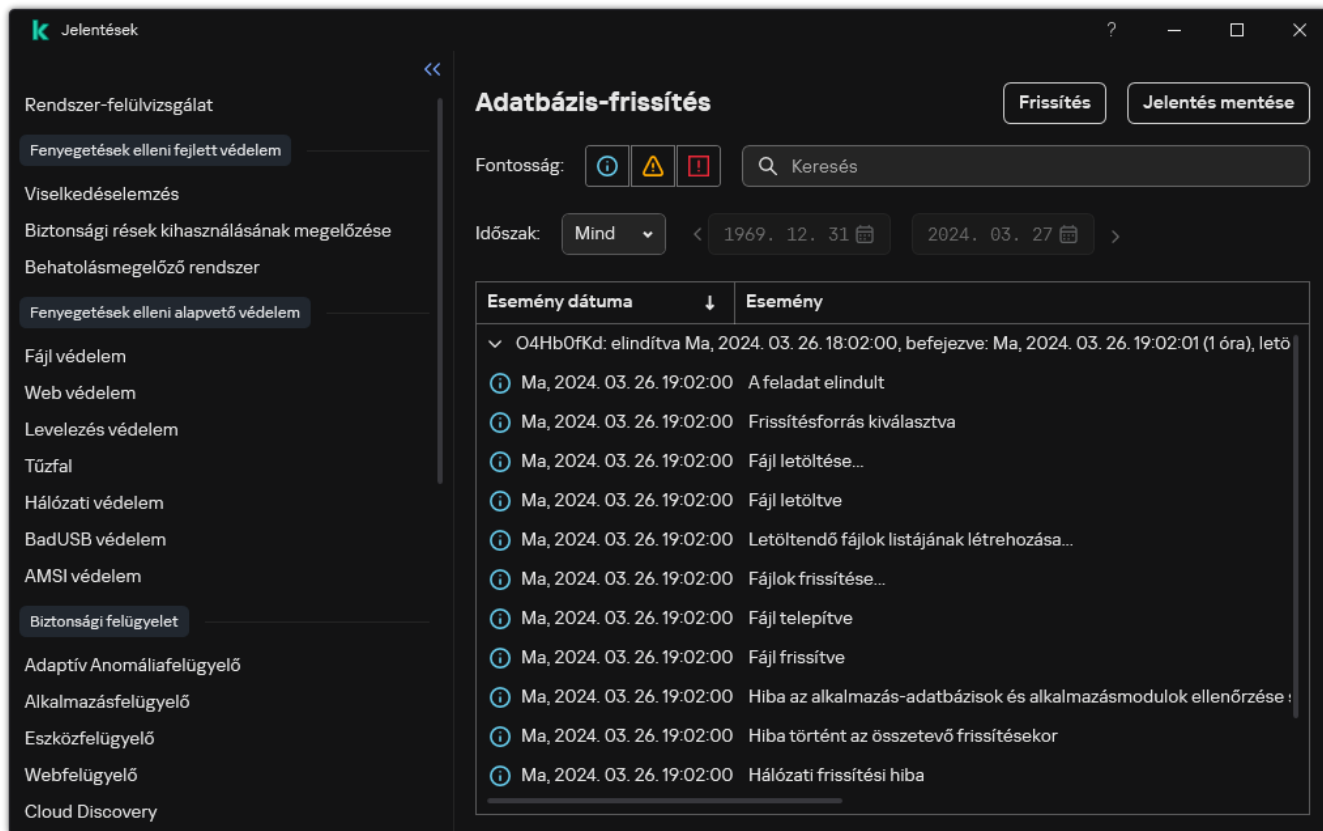 Jelentések
Rendszer-felülvizsgálat
Fenyegetések elleni fejlett védelem
Viselkedéselemzés
Biztonsági rések kihasználásának megelőzése
Behatolásmegelőző rendszer
Fenyegetések elleni alapvető védelem
Fájl védelem
Web védelem
Levelezés védelem
Tűzfal
Hálózati védelem
BadUSB védelem
AMSI védelem
Biztonsági felügyelet
Adaptív Anomáliafelügyelő
Alkalmazásfelügyelő
Eszközfelügyelő
Webfelügyelő
Cloud Discovery
Adatbázis-frissítés
Frissítés
Jelentés mentése
Fontosság:
Keresés
Időszak: Mind 1969. 12. 31 2024. 03. 27
Esemény dátuma Esemény
O4Hb0fKd: elindítva Ma, 2024. 03. 26. 18:02:00, befejezve: Ma, 2024. 03. 26. 19:02:01 (1 óra), letö
Ma, 2024. 03. 26. 19:02:00 A feladat elindult
Ma, 2024. 03. 26. 19:02:00 Frissítésforrás kiválasztva
Ma, 2024. 03. 26. 19:02:00 Fájl letöltése...
Ma, 2024. 03. 26. 19:02:00 Fájl letöltve
Ma, 2024. 03. 26. 19:02:00 Letöltendő fájlok listájának létrehozása...
Ma, 2024. 03. 26. 19:02:00 Fájlok frissítése...
Ma, 2024. 03. 26. 19:02:00 Fájl telepítve
Ma, 2024. 03. 26. 19:02:00 Fájl frissítve
Ma, 2024. 03. 26. 19:02:00 Hiba az alkalmazás-adatbázisok és alkalmazásmodulok ellenőrzése
Ma, 2024. 03. 26. 19:02:00 Hiba történt az összetevő frissítésekor
Ma, 2024. 03. 26. 19:02:00 Hálózati frissítési hiba